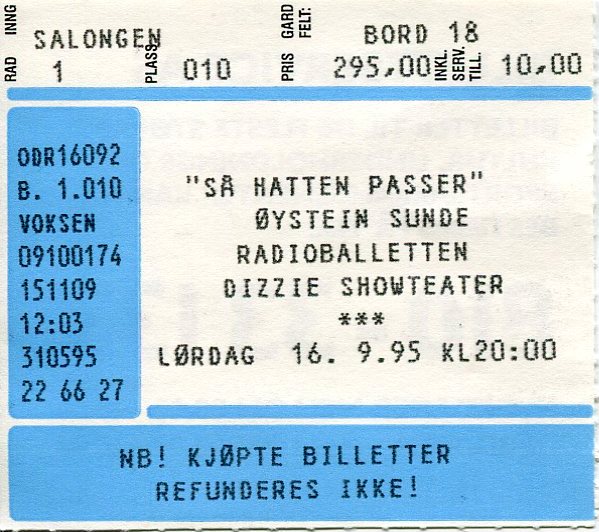 INNG SALONGEN GARD FELT: BORD 18
RAD 1 PLASS 010 PRIS 295,00 INKL. SERV. TILL. 10,00
ODR16092
B. 1.010
VOKSEN
09100174
151109
12:03
310595
22 66 27
"SÅ HATTEN PASSER"
ØYSTEIN SUNDE
RADIOBALLETTEN
DIZZIE SHOWTEATER
***
LØRDAG 16. 9.95 KL20:00
NB! KJØPTE BILLETTER
REFUNDERES IKKE!